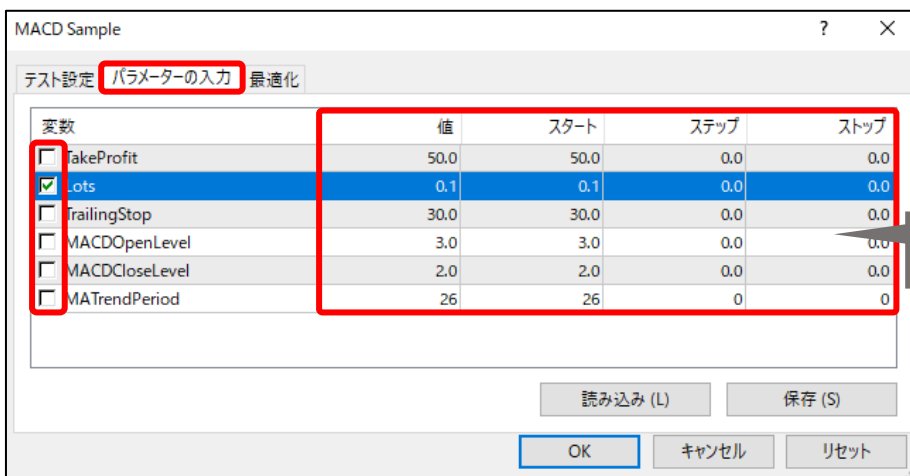 MACD Sample ? ×
テスト設定 パラメーターの入力 最適化
変数 値 スタート ステップ ストップ
TakeProfit 50.0 50.0 0.0 0.0
Lots 0.1 0.1 0.0 0.0
TrailingStop 30.0 30.0 0.0 0.0
MACDOpenLevel 3.0 3.0 0.0 0.0
MACDCloseLevel 2.0 2.0 0.0 0.0
MATrendPeriod 26 26 0 0
読み込み (L) 保存 (S)
OK キャンセル リセット